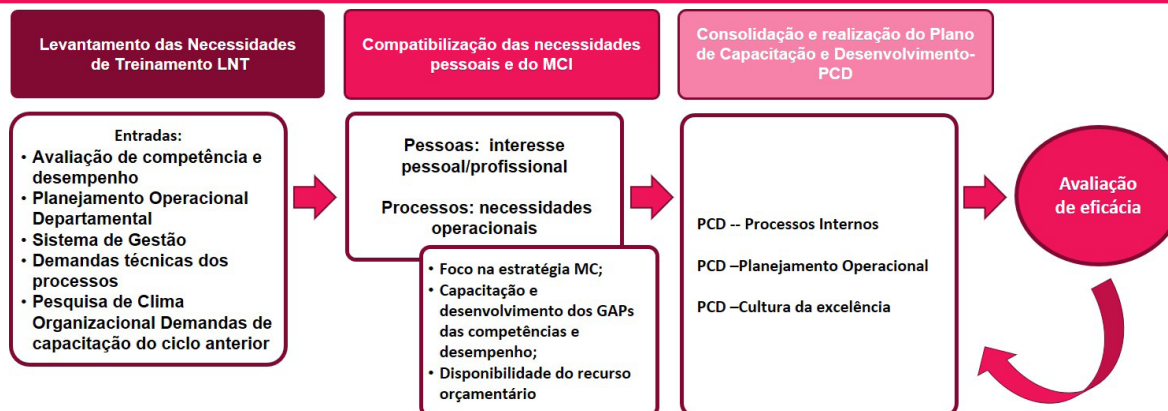 Levantamento das Necessidades
de Treinamento LNT
Compatibilização das necessidades
pessoais e do MCI
Consolidação e realização do Plano
de Capacitação e Desenvolvimento-
PCD
Entradas:
• Avaliação de competência e
desempenho
• Planejamento Operacional
Departamental
• Sistema de Gestão
• Demandas técnicas dos
processos
• Pesquisa de Clima
Organizacional Demandas de
capacitação do ciclo anterior
Pessoas: interesse
pessoal/profissional
Processos: necessidades
operacionais
• Foco na estratégia MC;
• Capacitação e
desenvolvimento dos GAPs
das competências e
desempenho;
• Disponibilidade do recurso
orçamentário
PCD -- Processos Internos
PCD –Planejamento Operacional
PCD –Cultura da excelência
Avaliação
de eficácia